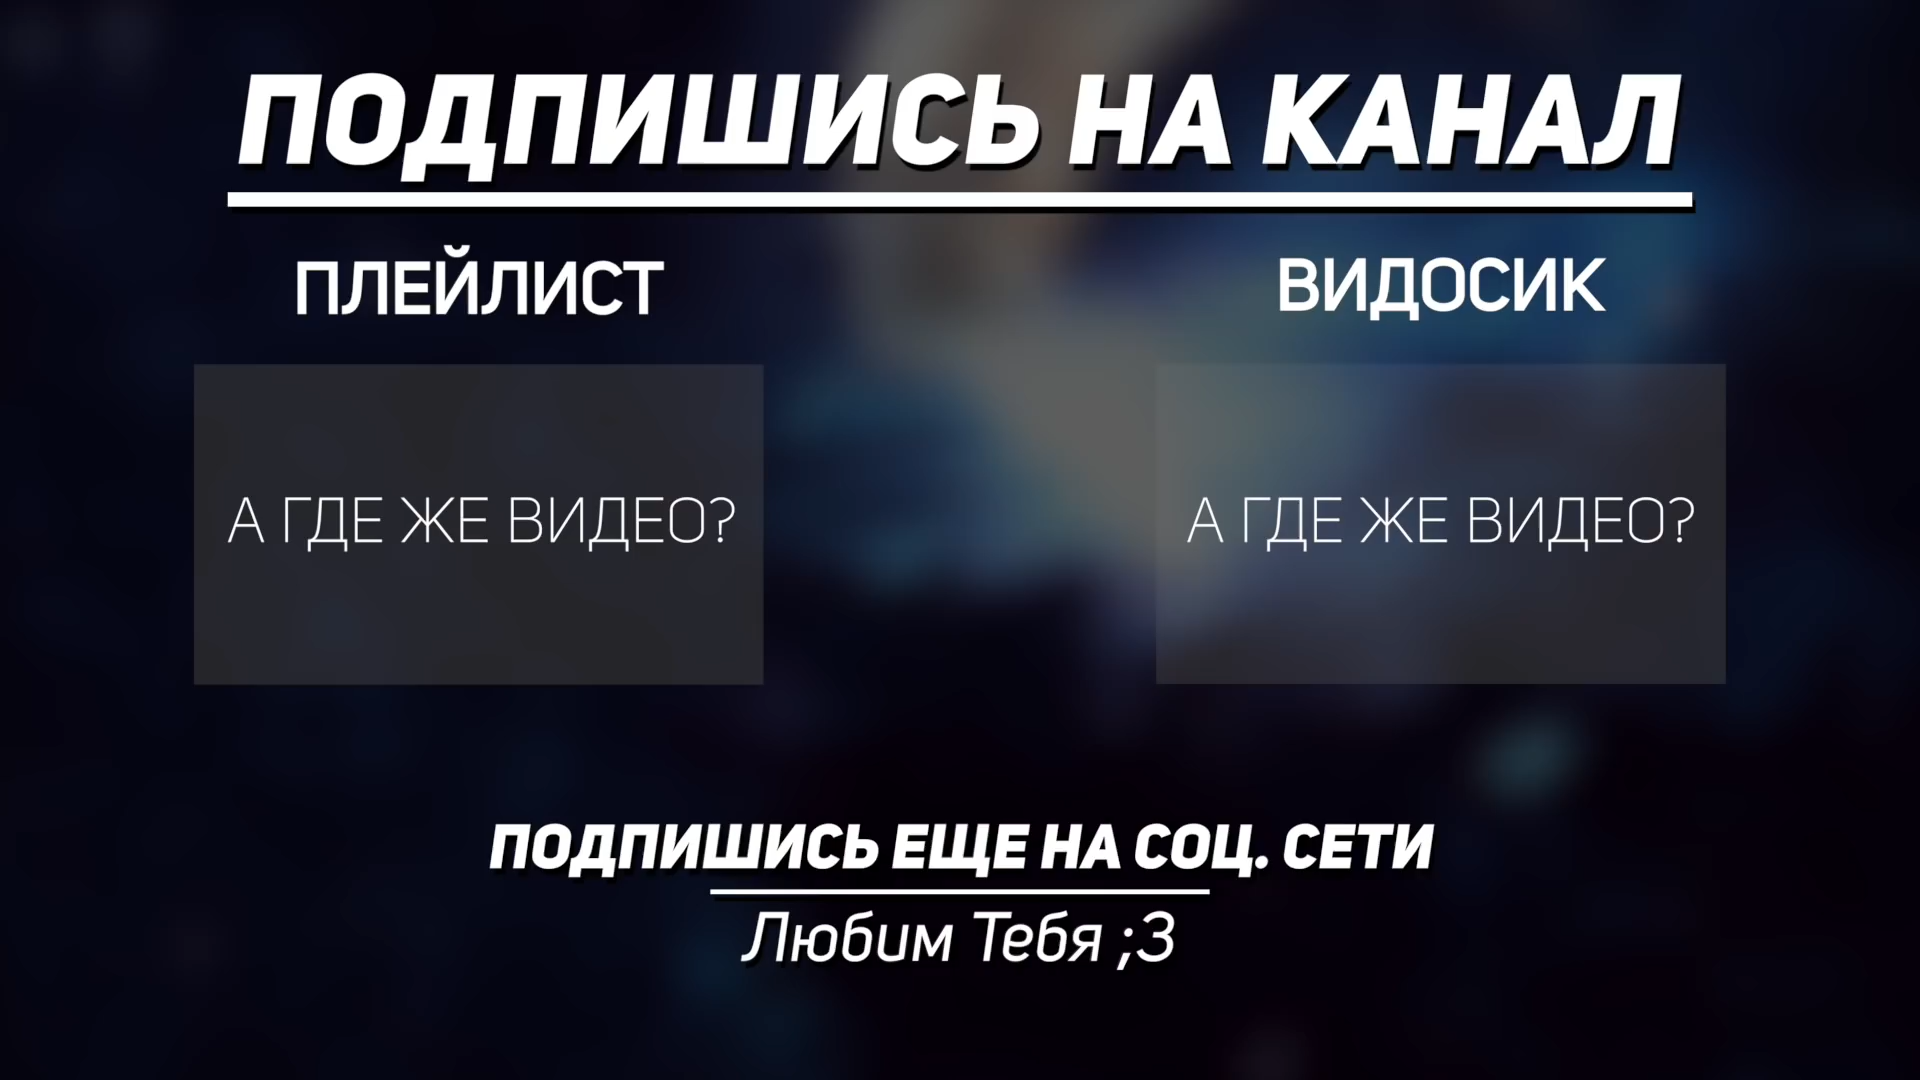 ПОДПИШИСЬ НА КАНАЛ
ПЛЕЙЛИСТ
ВИДОСИК
А ГДЕ ЖЕ ВИДЕО?
А ГДЕ ЖЕ ВИДЕО?
ПОДПИШИСЬ ЕЩЕ НА СОЦ. СЕТИ
Любим Тебя ;3